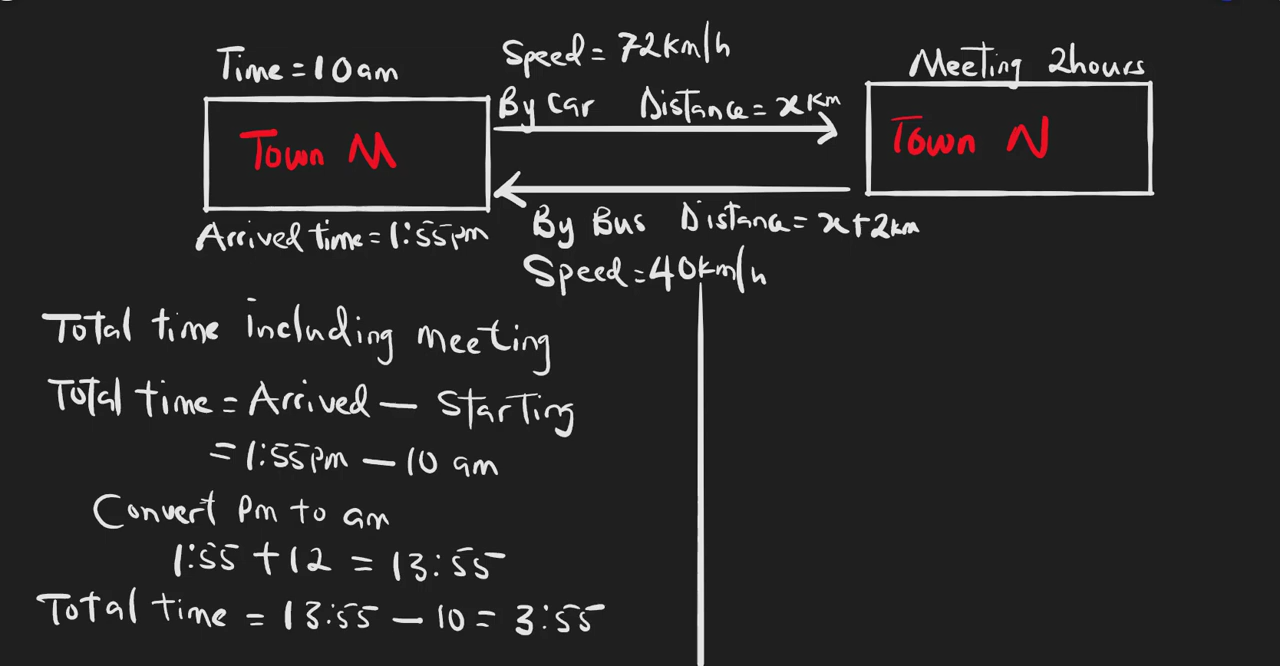 Time = 10am
Speed = 72km/h
Meeting 2hours
By Car Distance = x km
Town M
Town N
Arrived time = 1:55pm
By Bus Distance = x+2km
Speed = 40km/h
Total time including meeting
Total time = Arrived - Starting
= 1:55pm - 10 am
Convert Pm to am
1:55 + 12 = 13:55
Total time = 13:55 - 10 = 3:55